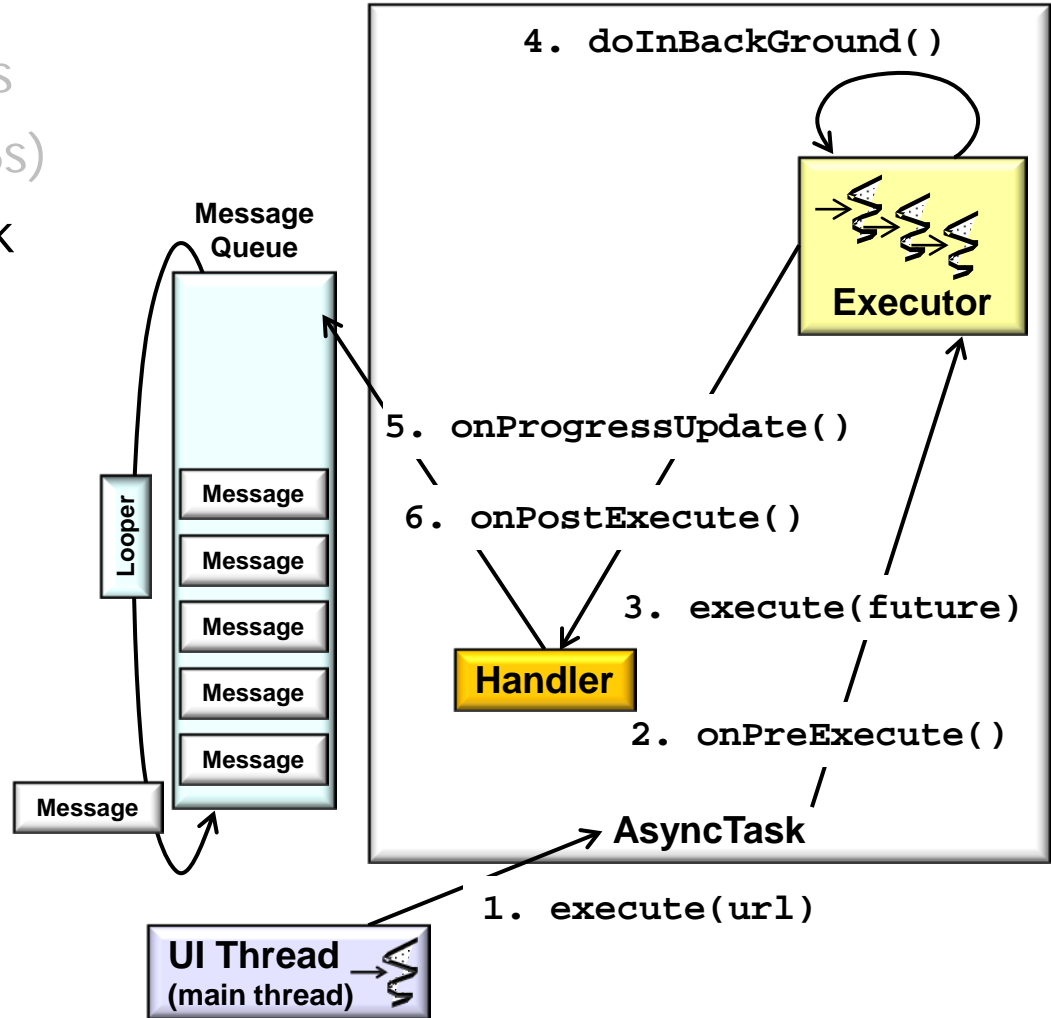 4. doInBackGround()
s
s)
k
Message
Queue
Executor
5. onProgressUpdate()
Message
6. onPostExecute()
Looper
Message
Message
3. execute(future)
Handler
Message
2. onPreExecute()
Message
Message
AsyncTask
1. execute(url)
UI Thread
(main thread)